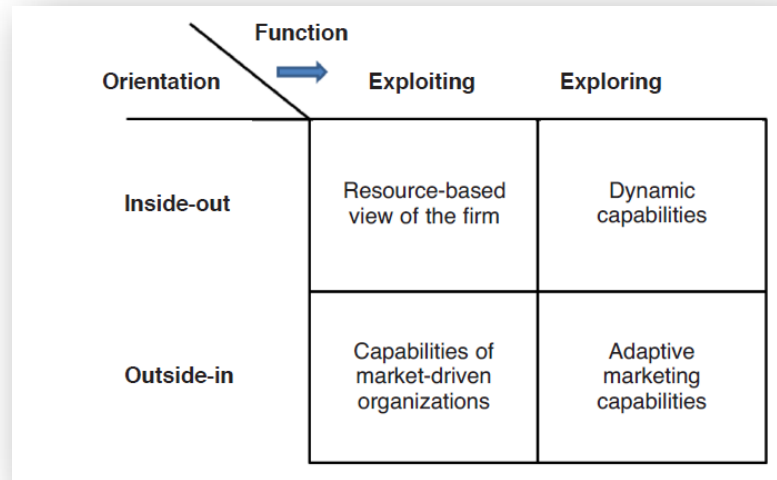 Function
Orientation
Exploiting
Exploring
Inside-out
Resource-based
view of the firm
Dynamic
capabilities
Outside-in
Capabilities of
market-driven
organizations
Adaptive
marketing
capabilities